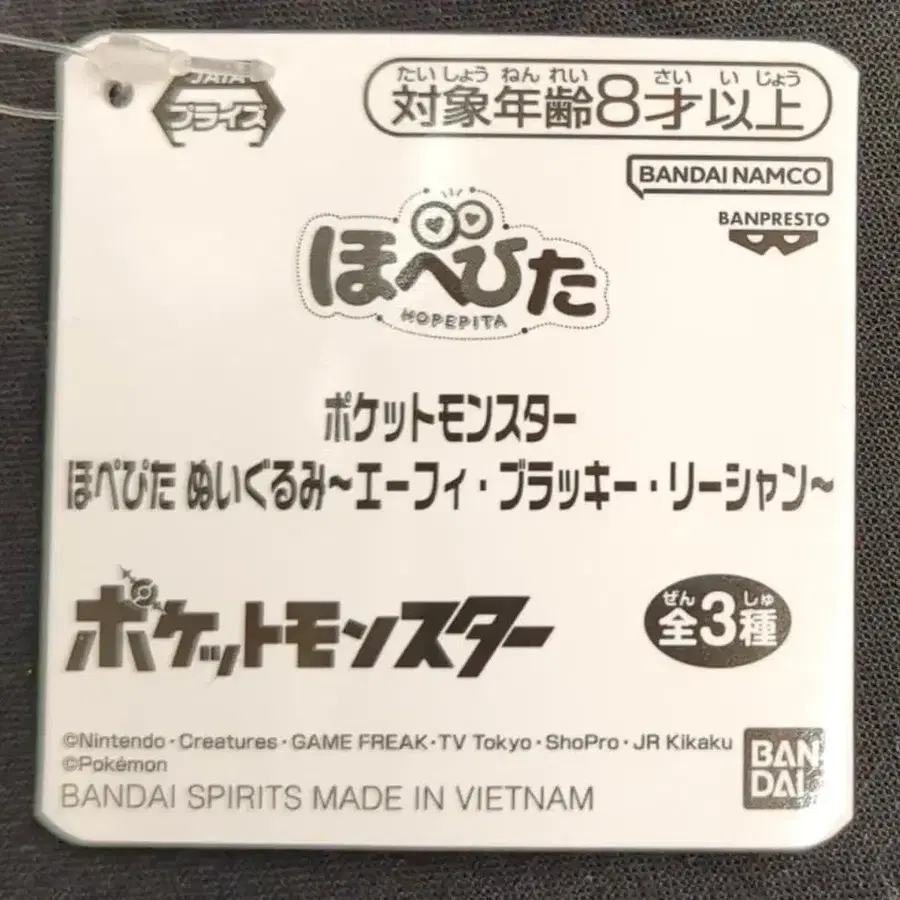 JAIA
プライズ
たいしょうねんれい さいいじょう
対象年齢8才以上
BANDAI NAMCO
BANPRESTO
ほぺぴた
HOPEPITA
ポケットモンスター
ほぺぴた ぬいぐるみ～エーフィ・ブラッキー・リーシャン～
ポケットモンスター
ぜん しゅ
全3種
©Nintendo・Creatures・GAME FREAK・TV Tokyo・ShoPro・JR Kikaku
©Pokémon
BANDAI SPIRITS MADE IN VIETNAM
BAN
DAI